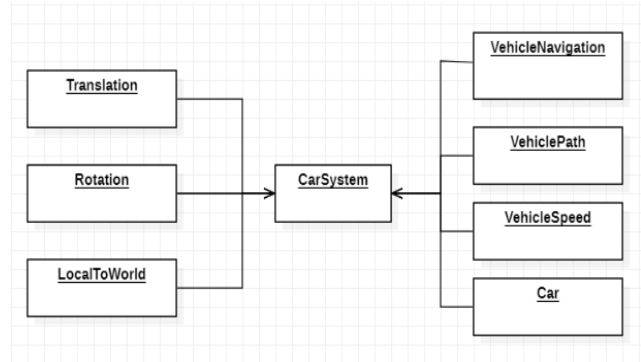 VehicleNavigation
Translation
VehiclePath
Rotation
CarSystem
VehicleSpeed
LocalToWorld
Car